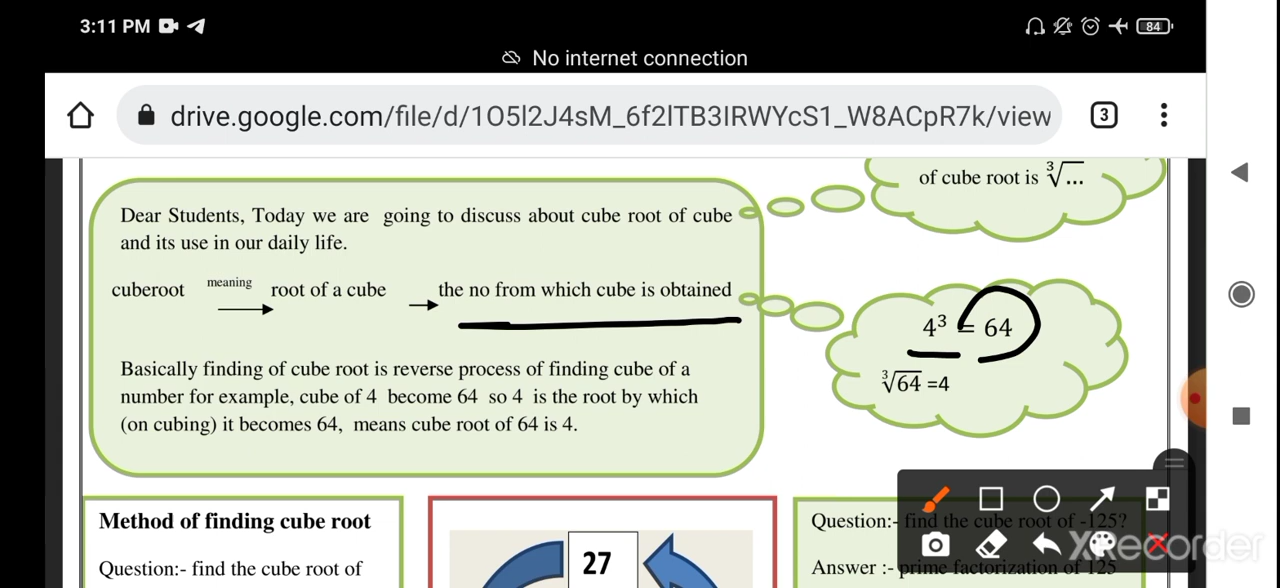 3:11 PM
84
No internet connection
drive.google.com/file/d/1O5l2J4sM_6f2lTB3IRWYcS1_W8ACpR7k/view
3
of cube root is ∛...
Dear Students, Today we are going to discuss about cube root of cube
and its use in our daily life.
cuberoot meaning root of a cube the no from which cube is obtained
4³ = 64
∛64 =4
Basically finding of cube root is reverse process of finding cube of a
number for example, cube of 4 become 64 so 4 is the root by which
(on cubing) it becomes 64, means cube root of 64 is 4.
Method of finding cube root
Question:- find the cube root of
27
Question:- find the cube root of -125?
Answer :- prime factorization of 125
XRecorder